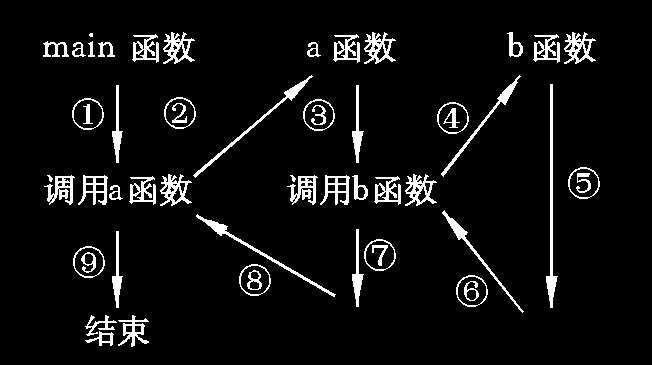 main 函数 a 函数 b 函数
① ② ③ ④
调用a函数 调用b函数 ⑤
⑨ ⑧ ⑦ ⑥
结束